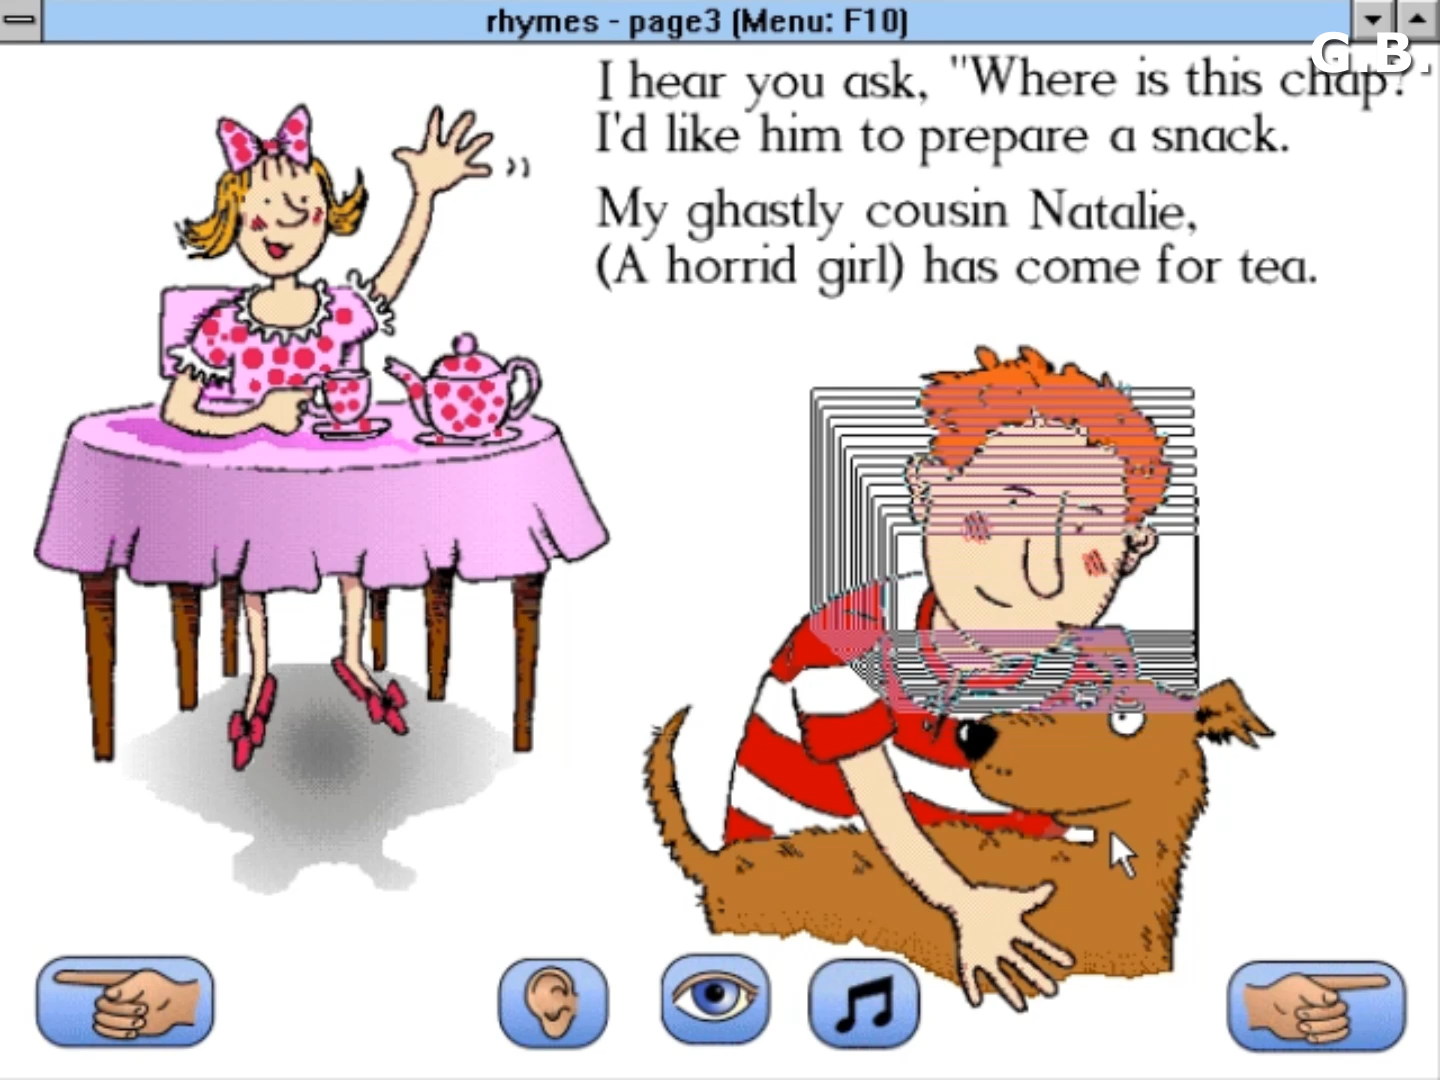 rhymes - page3 (Menu: F10)
G.B.
I hear you ask, "Where is this chap?
I'd like him to prepare a snack.
My ghastly cousin Natalie,
(A horrid girl) has come for tea.